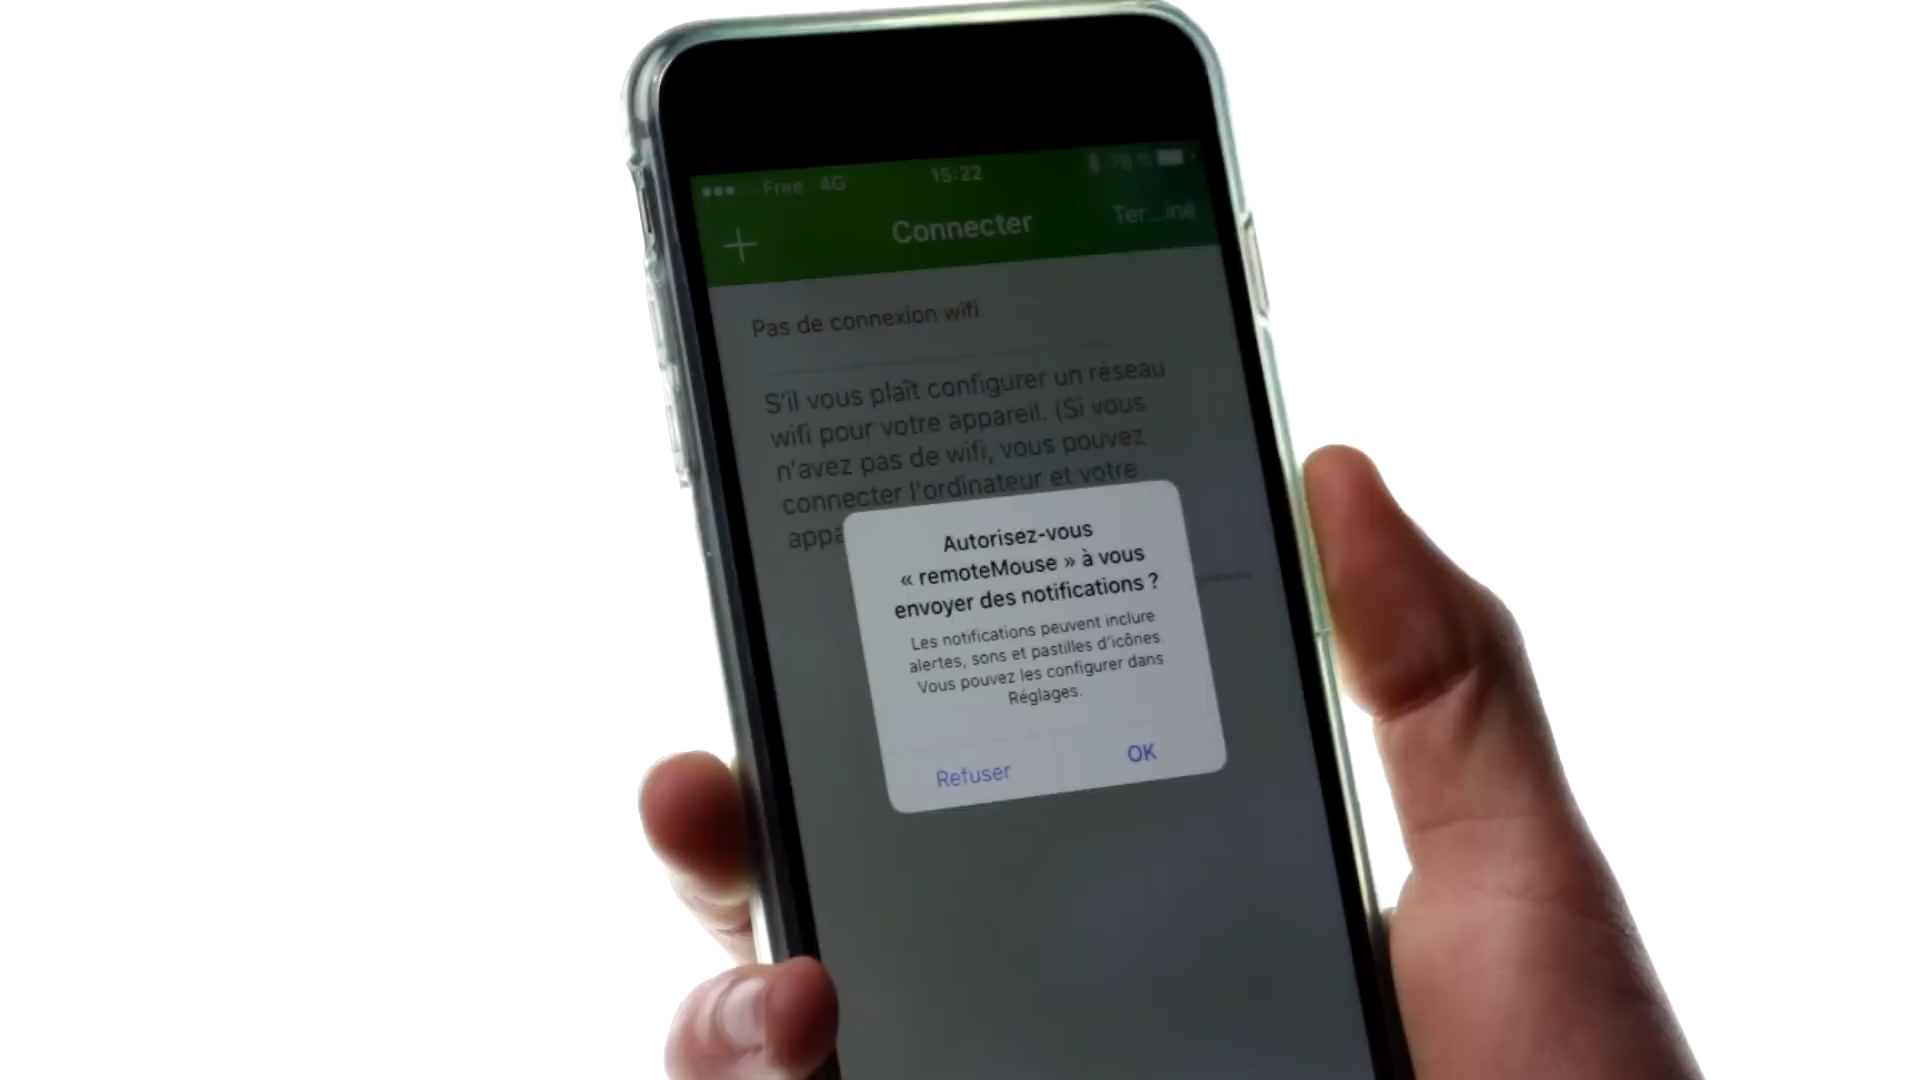 Free 4G 15:22 78 %
Connecter Ter...iné
Pas de connexion wifi
S'il vous plaît configurer un réseau
wifi pour votre appareil. (Si vous
n'avez pas de wifi, vous pouvez
connecter l'ordinateur et votre
appa
Autorisez-vous
« remoteMouse » à vous
envoyer des notifications ?
Les notifications peuvent inclure
alertes, sons et pastilles d'icônes.
Vous pouvez les configurer dans
Réglages.
Refuser OK